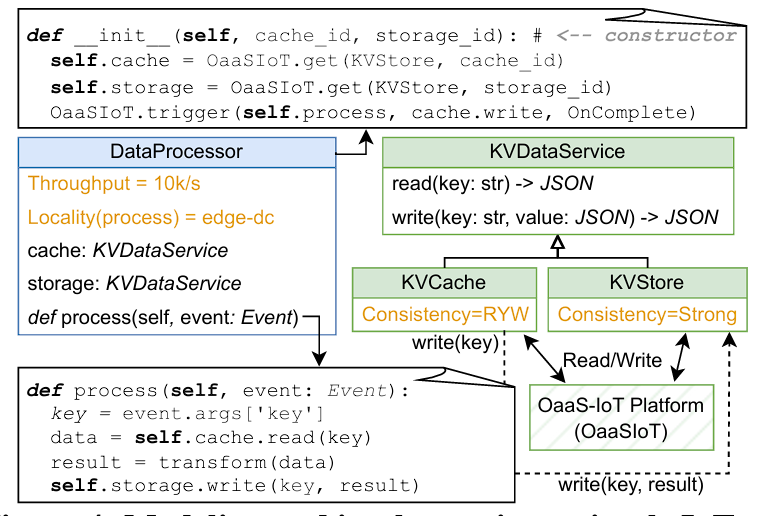 def __init__(self, cache_id, storage_id): # <-- constructor
self.cache = OaaSIoT.get(KVStore, cache_id)
self.storage = OaaSIoT.get(KVStore, storage_id)
OaaSIoT.trigger(self.process, cache.write, OnComplete)
DataProcessor
Throughput = 10k/s
Locality(process) = edge-dc
cache: KVDataService
storage: KVDataService
def process(self, event: Event)
KVDataService
read(key: str) -> JSON
write(key: str, value: JSON) -> JSON
KVCache
Consistency=RYW
KVStore
Consistency=Strong
write(key)
Read/Write
OaaS-IoT Platform
(OaaSIoT)
def process(self, event: Event):
key = event.args['key']
data = self.cache.read(key)
result = transform(data)
self.storage.write(key, result)
write(key, result)